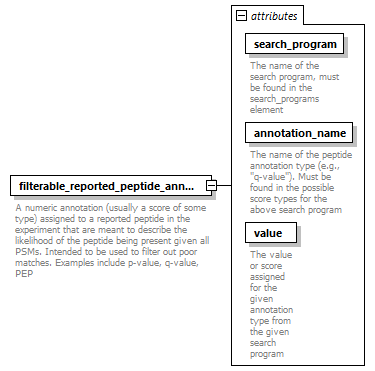 attributes
search_program
The name of the
search program, must
be found in the
search_programs
element
annotation_name
The name of the peptide
annotation type (e.g.,
"q-value"). Must be
found in the possible
score types for the
above search program
filterable_reported_peptide_ann...
A numeric annotation (usually a score of some
type) assigned to a reported peptide in the
experiment that are meant to describe the
likelihood of the peptide being present given all
PSMs. Intended to be used to filter out poor
matches. Examples include p-value, q-value,
PEP
value
The value
or score
assigned
for the
given
annotation
type from
the given
search
program